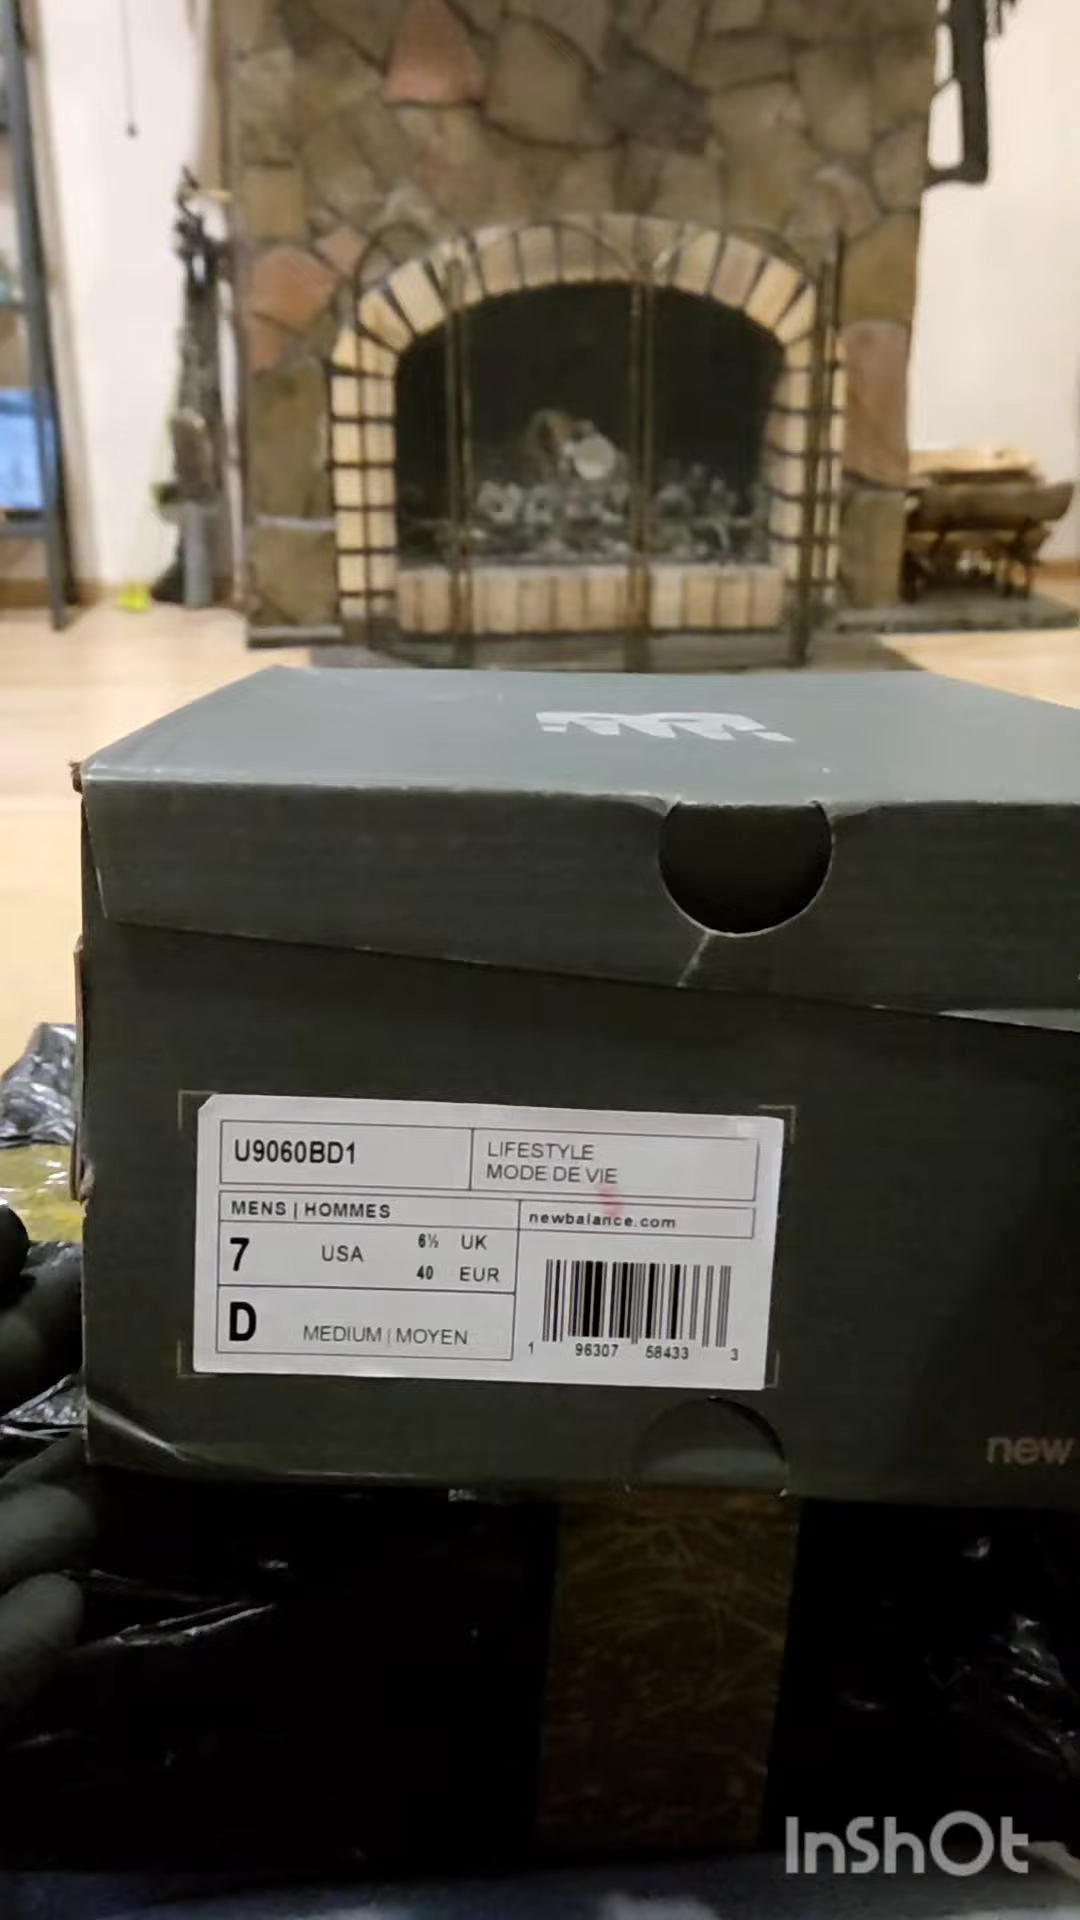 U9060BD1
LIFESTYLE
MODE DE VIE
MENS | HOMMES
newbalance.com
7 USA 6½ UK
40 EUR
D MEDIUM | MOYEN
1 96307 58433 3
new
InShOt